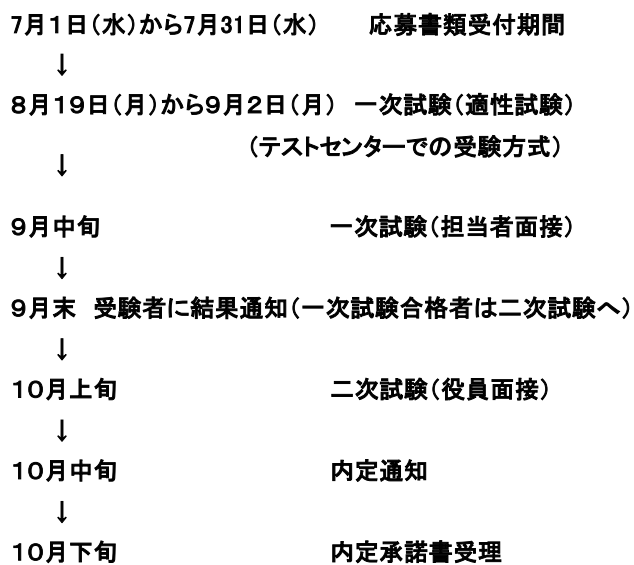 7月1日（水）から7月31日（水）　応募書類受付期間
↓
８月１９日（月）から９月２日（月）　一次試験（適性試験）
（テストセンターでの受験方式）
↓
９月中旬　一次試験（担当者面接）
↓
９月末　受験者に結果通知（一次試験合格者は二次試験へ）
↓
１０月上旬　二次試験（役員面接）
↓
１０月中旬　内定通知
↓
１０月下旬　内定承諾書受理